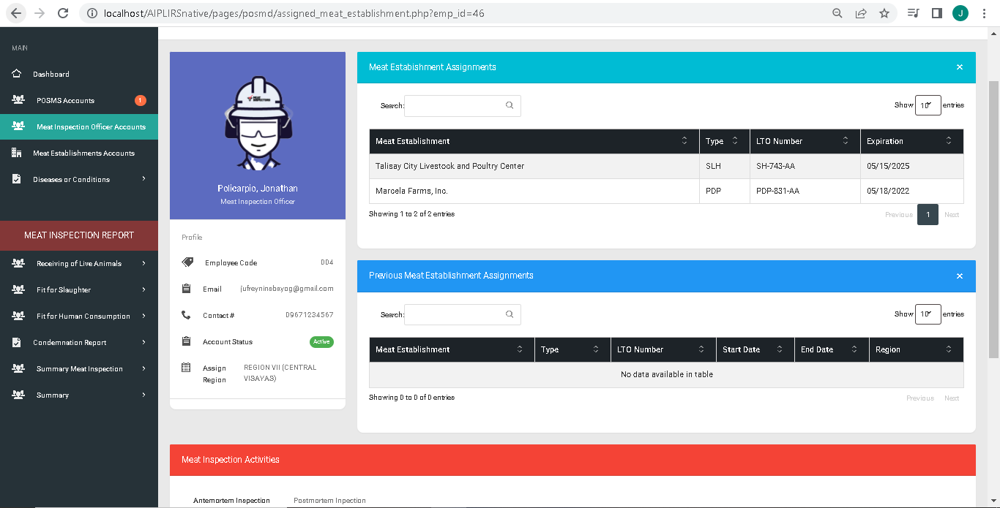 localhost/AIPLIRSnative/pages/posmd/assigned_meat_establishment.php?emp_id=46
J
MAIN
Dashboard
POSMS Accounts 1
Meat Inspection Officer Accounts
Meat Establishments Accounts
Diseases or Conditions
MEAT INSPECTION REPORT
Receiving of Live Animals
Fit for Slaughter
Fit for Human Consumption
Condemnation Report
Summary Meat Inspection
Summary
MEAT INSPECTION
Policarpio, Jonathan
Meat Inspection Officer
Profile
Employee Code 004
Email jufreyninsbayog@gmail.com
Contact # 09671234567
Account Status Active
Assign Region REGION VII (CENTRAL
VISAYAS)
Meat Estabishment Assignments ×
Search: Show 10 entries
Meat Establishment Type LTO Number Expiration
Talisay City Livestock and Poultry Center SLH SH-743-AA 05/15/2025
Marcela Farms, Inc. PDP PDP-831-AA 05/18/2022
Showing 1 to 2 of 2 entries Previous 1 Next
Previous Meat Establishment Assignments ×
Search: Show 10 entries
Meat Establishment Type LTO Number Start Date End Date Region
No data available in table
Showing 0 to 0 of 0 entries Previous Next
Meat Inspection Activities
Antemortem Inspection Postmortem Inpection